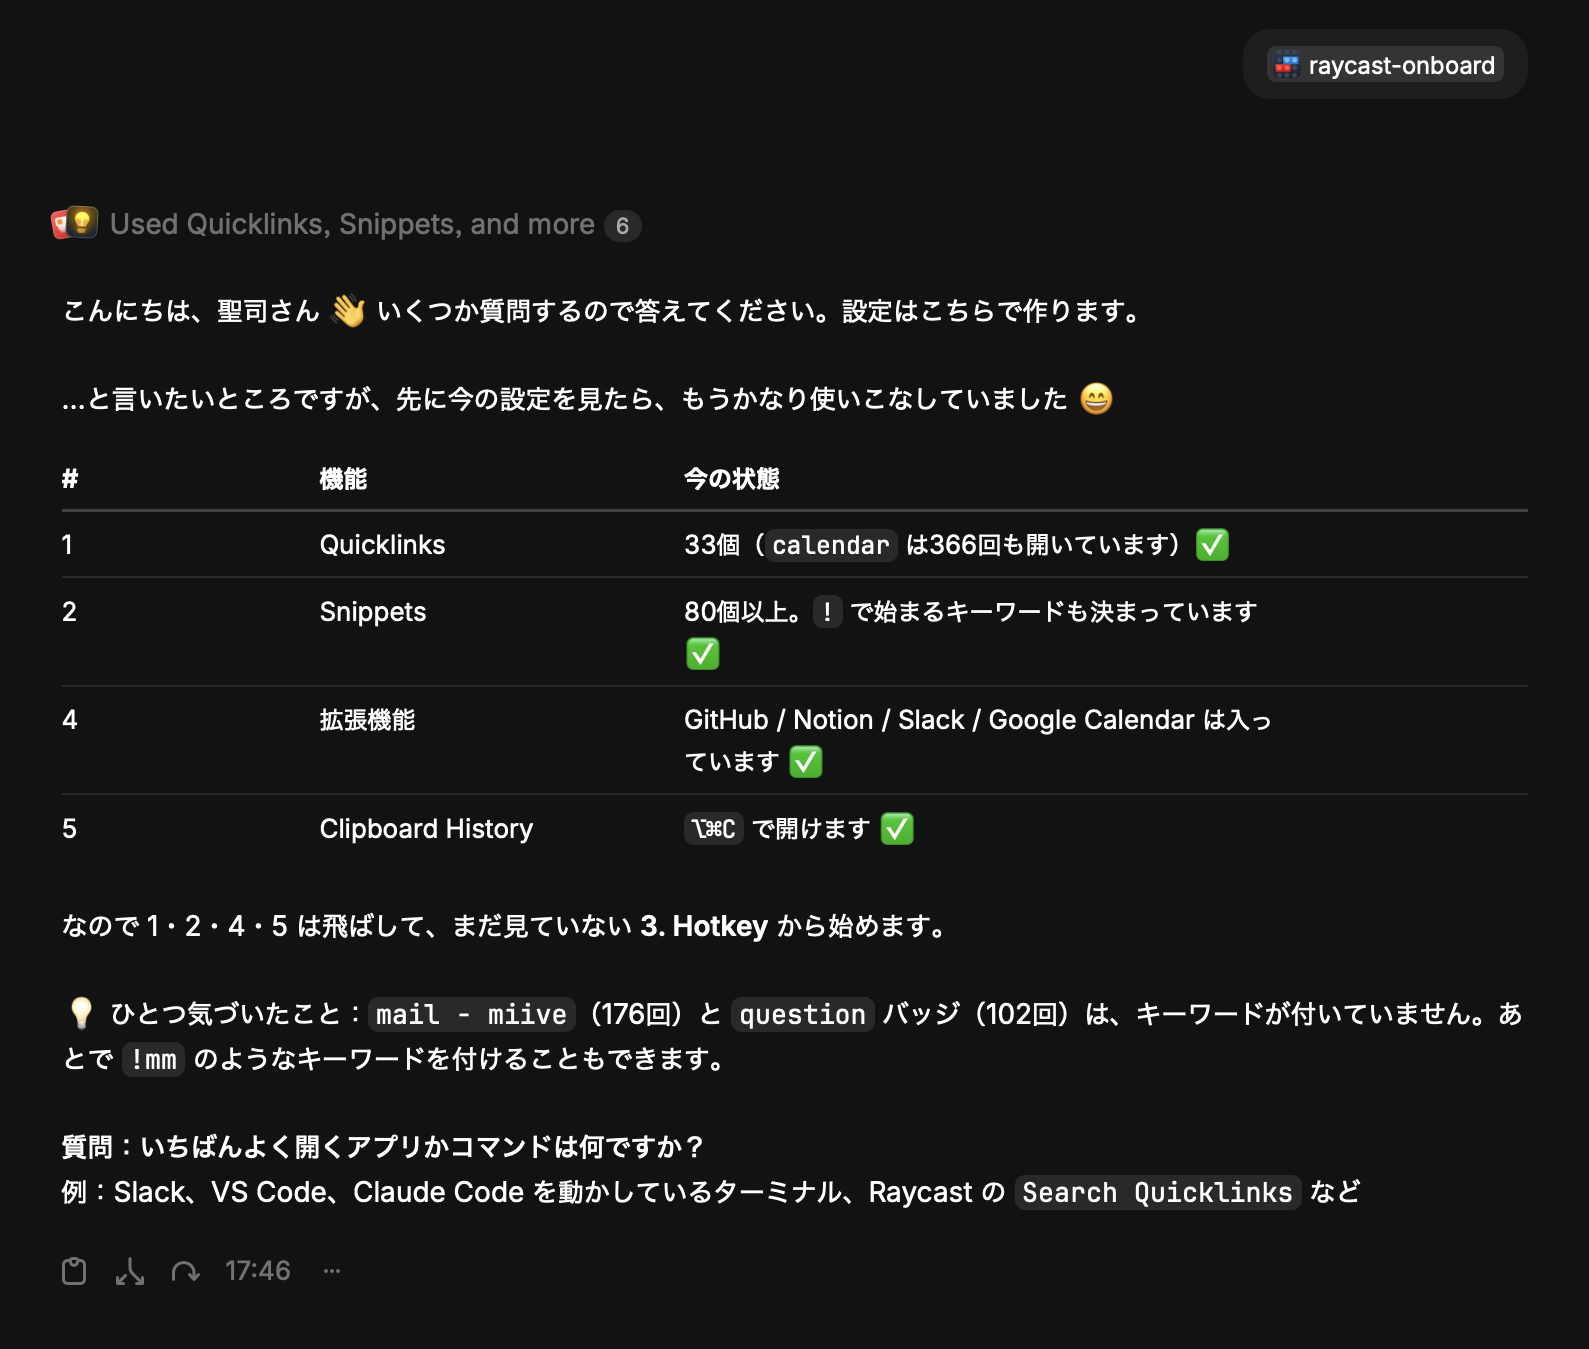 raycast-onboard
Used Quicklinks, Snippets, and more 6
こんにちは、聖司さん 👋 いくつか質問するので答えてください。設定はこちらで作ります。
...と言いたいところですが、先に今の設定を見たら、もうかなり使いこなしていました 😄
# 機能 今の状態
1 Quicklinks 33個（calendar は366回も開いています）✅
2 Snippets 80個以上。! で始まるキーワードも決まっています
✅
4 拡張機能 GitHub / Notion / Slack / Google Calendar は入っ
ています ✅
5 Clipboard History ⌥⌘C で開けます ✅
なので 1・2・4・5 は飛ばして、まだ見ていない 3. Hotkey から始めます。
💡 ひとつ気づいたこと：mail - miive（176回）と question バッジ（102回）は、キーワードが付いていません。あ
とで !mm のようなキーワードを付けることもできます。
質問：いちばんよく開くアプリかコマンドは何ですか？
例：Slack、VS Code、Claude Code を動かしているターミナル、Raycast の Search Quicklinks など
17:46 ...